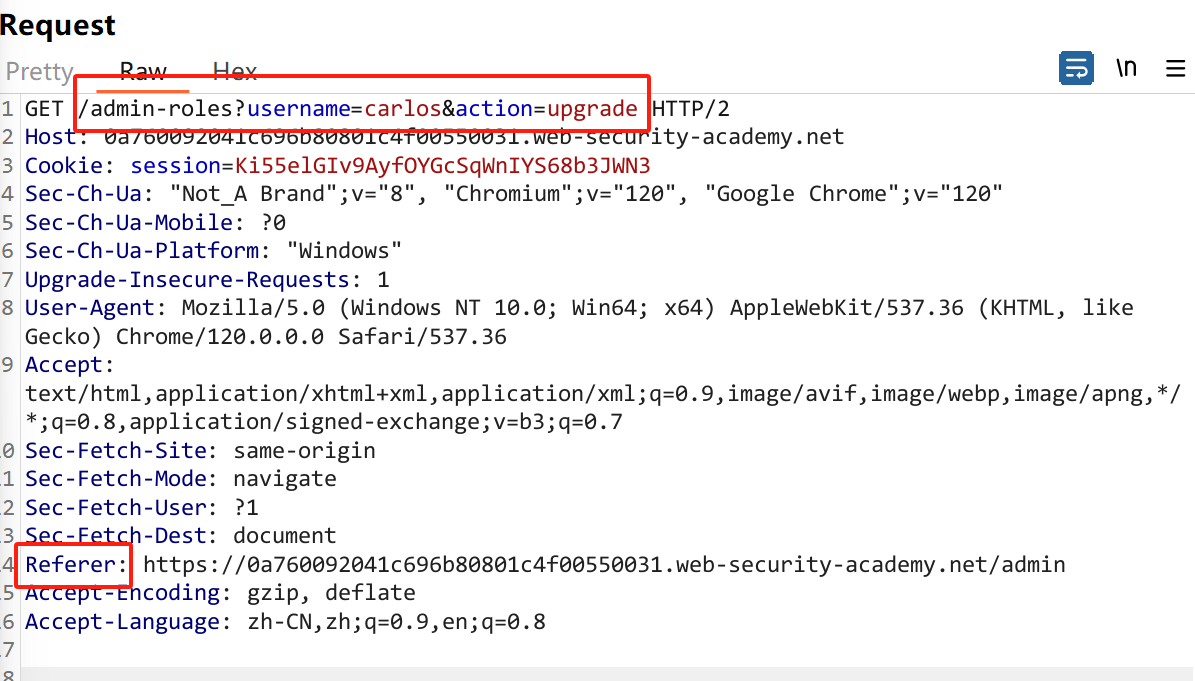 Request
Pretty Raw Hex \n
1 GET /admin-roles?username=carlos&action=upgrade HTTP/2
2 Host: 0a760092041c696b80801c4f00550031.web-security-academy.net
3 Cookie: session=Ki55elGIv9AyfOYGcSqWnIYS68b3JWN3
4 Sec-Ch-Ua: "Not_A Brand";v="8", "Chromium";v="120", "Google Chrome";v="120"
5 Sec-Ch-Ua-Mobile: ?0
6 Sec-Ch-Ua-Platform: "Windows"
7 Upgrade-Insecure-Requests: 1
8 User-Agent: Mozilla/5.0 (Windows NT 10.0; Win64; x64) AppleWebKit/537.36 (KHTML, like
Gecko) Chrome/120.0.0.0 Safari/537.36
9 Accept:
text/html,application/xhtml+xml,application/xml;q=0.9,image/avif,image/webp,image/apng,*/
*;q=0.8,application/signed-exchange;v=b3;q=0.7
0 Sec-Fetch-Site: same-origin
1 Sec-Fetch-Mode: navigate
2 Sec-Fetch-User: ?1
3 Sec-Fetch-Dest: document
4 Referer: https://0a760092041c696b80801c4f00550031.web-security-academy.net/admin
5 Accept-Encoding: gzip, deflate
6 Accept-Language: zh-CN,zh;q=0.9,en;q=0.8
7
8